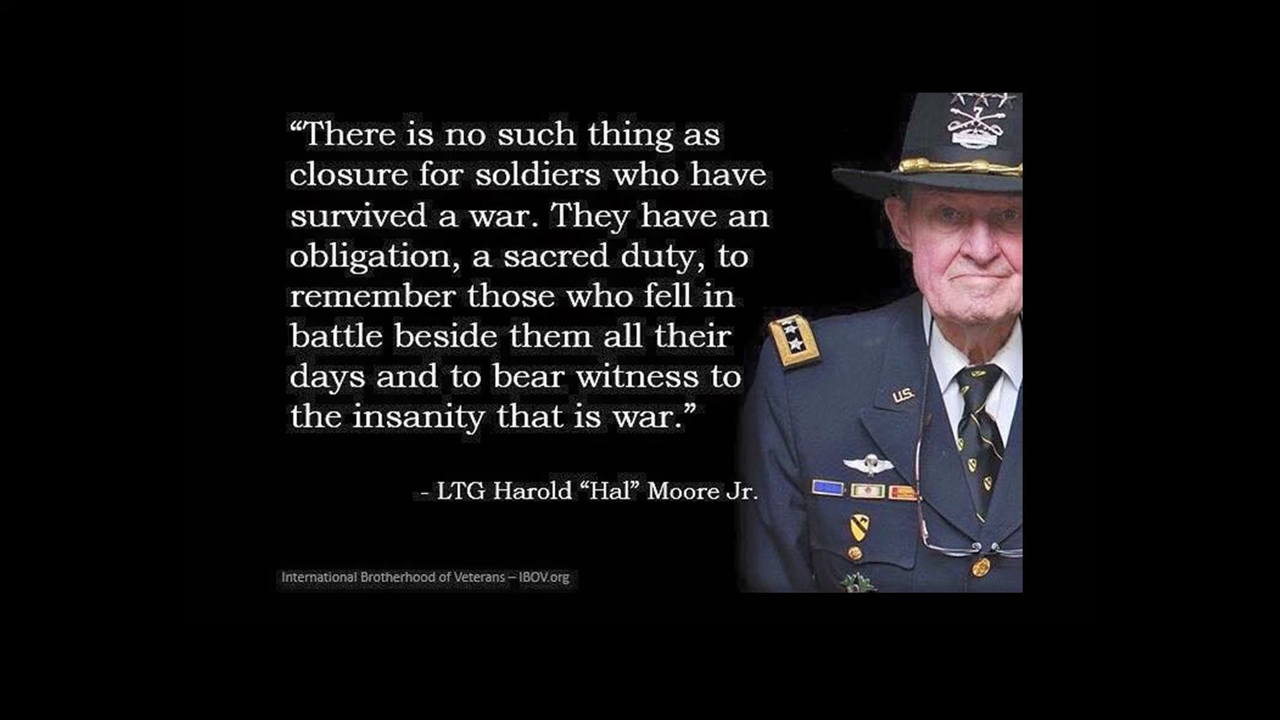 “There is no such thing as
closure for soldiers who have
survived a war. They have an
obligation, a sacred duty, to
remember those who fell in
battle beside them all their
days and to bear witness to
the insanity that is war.”
- LTG Harold “Hal” Moore Jr.
International Brotherhood of Veterans – IBOV.org
7
U.S.